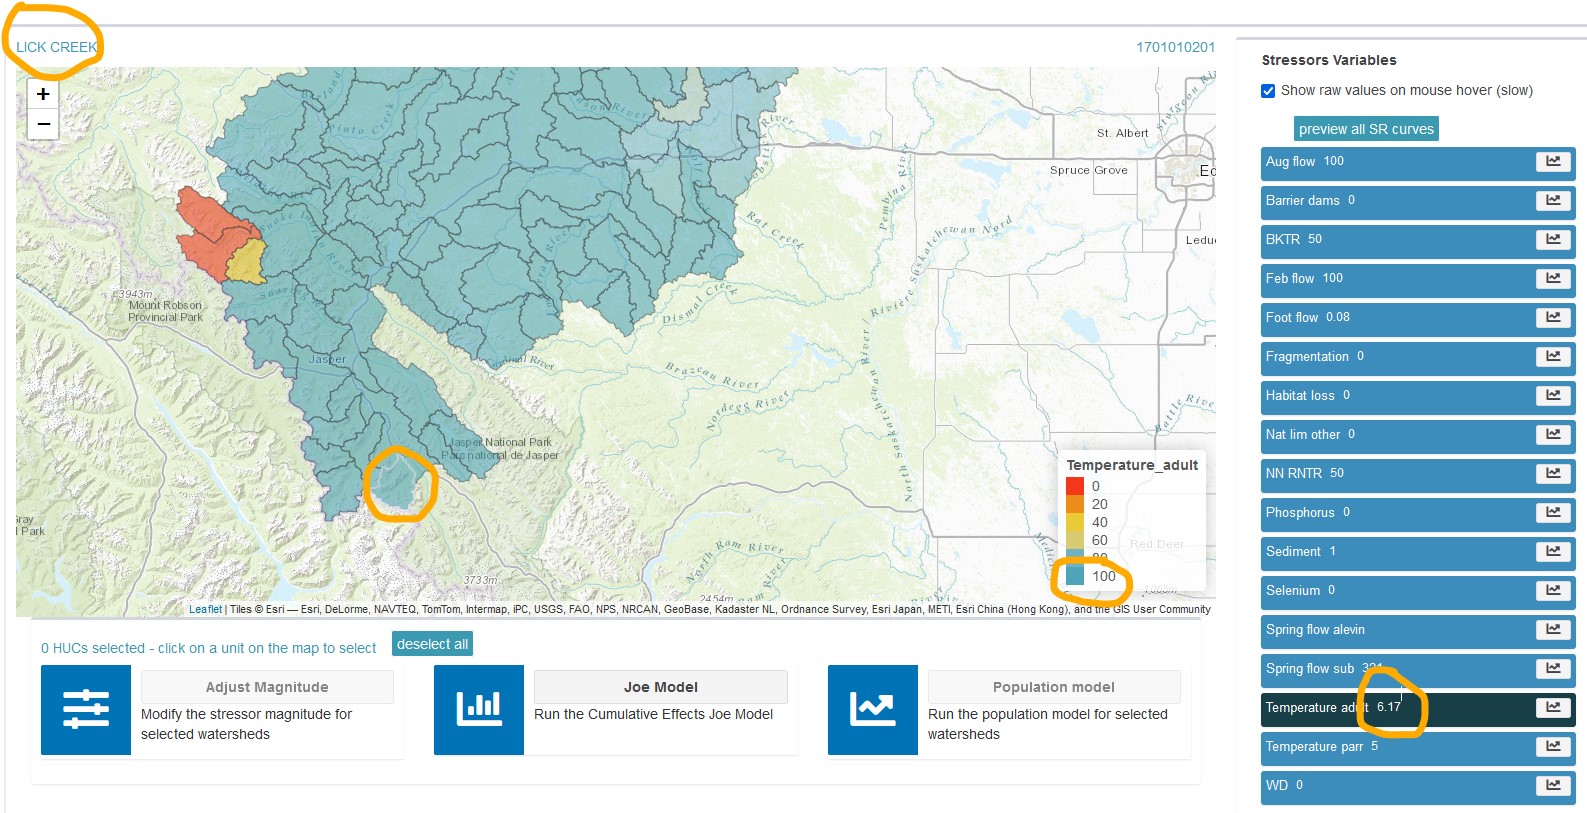 LICK CREEK
1701010201
+
−
St. Albert
Spruce Grove
Rat Creek
Dismal Creek
3943m
Mount Robson
Provincial Park
Jasper
Brazeau River
Nordegg River
Pembina River
Battle Rive
North Saskatchewan River
Jasper National Park
Parc national de Jasper
3733m
North Ram River
2454m
Red Deer
Temperature_adult
0
20
40
60
80
100
Leaflet | Tiles © Esri — Esri, DeLorme, NAVTEQ, TomTom, Intermap, iPC, USGS, FAO, NPS, NRCAN, GeoBase, Kadaster NL, Ordnance Survey, Esri Japan, METI, Esri China (Hong Kong), and the GIS User Community
0 HUCs selected - click on a unit on the map to select
deselect all
Adjust Magnitude
Modify the stressor magnitude for
selected watersheds
Joe Model
Run the Cumulative Effects Joe Model
Population model
Run the population model for selected
watersheds
Stressors Variables
Show raw values on mouse hover (slow)
preview all SR curves
Aug flow 100
Barrier dams 0
BKTR 50
Feb flow 100
Foot flow 0.08
Fragmentation 0
Habitat loss 0
Nat lim other 0
NN RNTR 50
Phosphorus 0
Sediment 1
Selenium 0
Spring flow alevin
Spring flow sub 321
Temperature adult 6.17
Temperature parr 5
WD 0